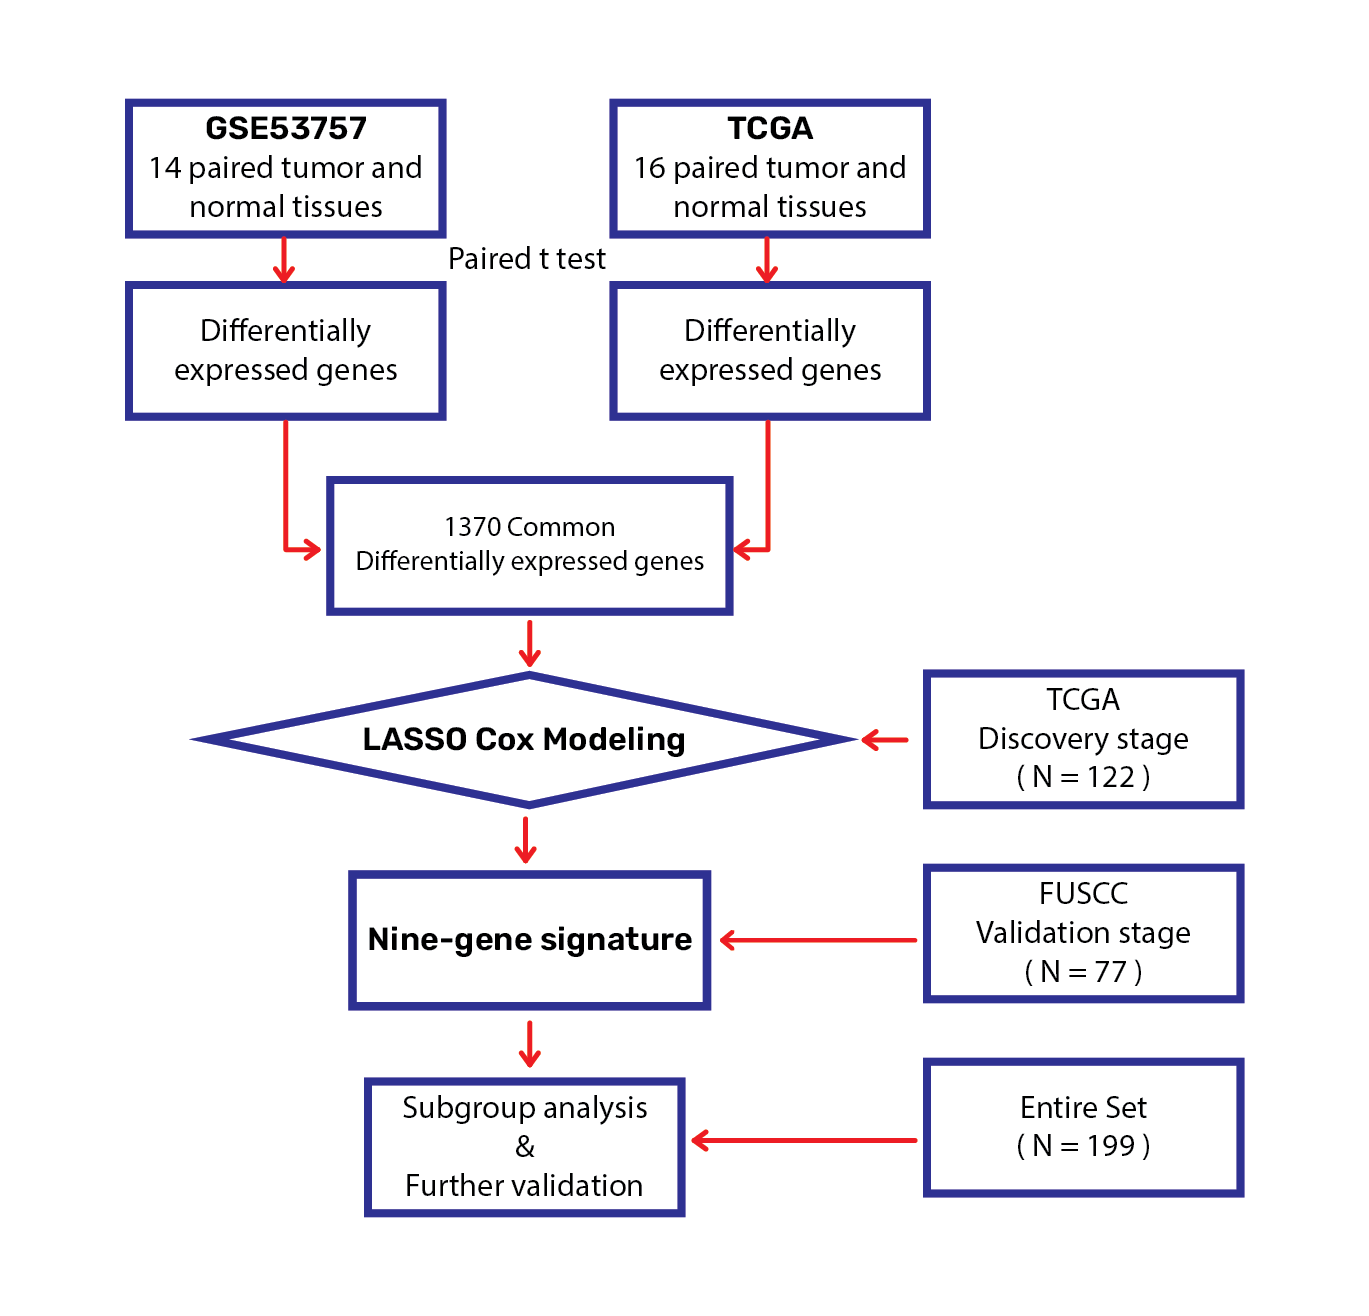 GSE53757
14 paired tumor and
normal tissues
TCGA
16 paired tumor and
normal tissues
Paired t test
Differentially
expressed genes
Differentially
expressed genes
1370 Common
Differentially expressed genes
LASSO Cox Modeling
TCGA
Discovery stage
( N = 122 )
Nine-gene signature
FUSCC
Validation stage
( N = 77 )
Subgroup analysis
&
Further validation
Entire Set
( N = 199 )